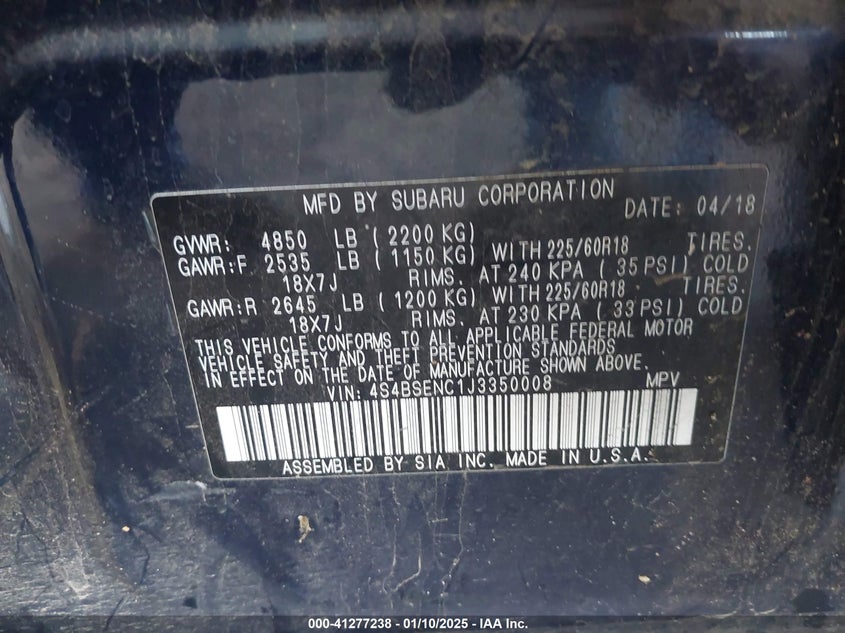 MFD BY SUBARU CORPORATION DATE: 04/18
GVWR: 4850 LB ( 2200 KG)
GAWR:F 2535 LB ( 1150 KG) WITH 225/60R18 TIRES.
18X7J RIMS. AT 240 KPA ( 35 PSI) COLD
GAWR:R 2645 LB ( 1200 KG) WITH 225/60R18 TIRES.
18X7J RIMS. AT 230 KPA ( 33 PSI) COLD
THIS VEHICLE CONFORMS TO ALL APPLICABLE FEDERAL MOTOR
VEHICLE SAFETY AND THEFT PREVENTION STANDARDS
IN EFFECT ON THE DATE OF MANUFACTURE SHOWN ABOVE.
VIN: 4S4BSENC1J3350008 MPV
ASSEMBLED BY SIA INC. MADE IN U.S.A.
000-41277238 - 01/10/2025 - IAA Inc.